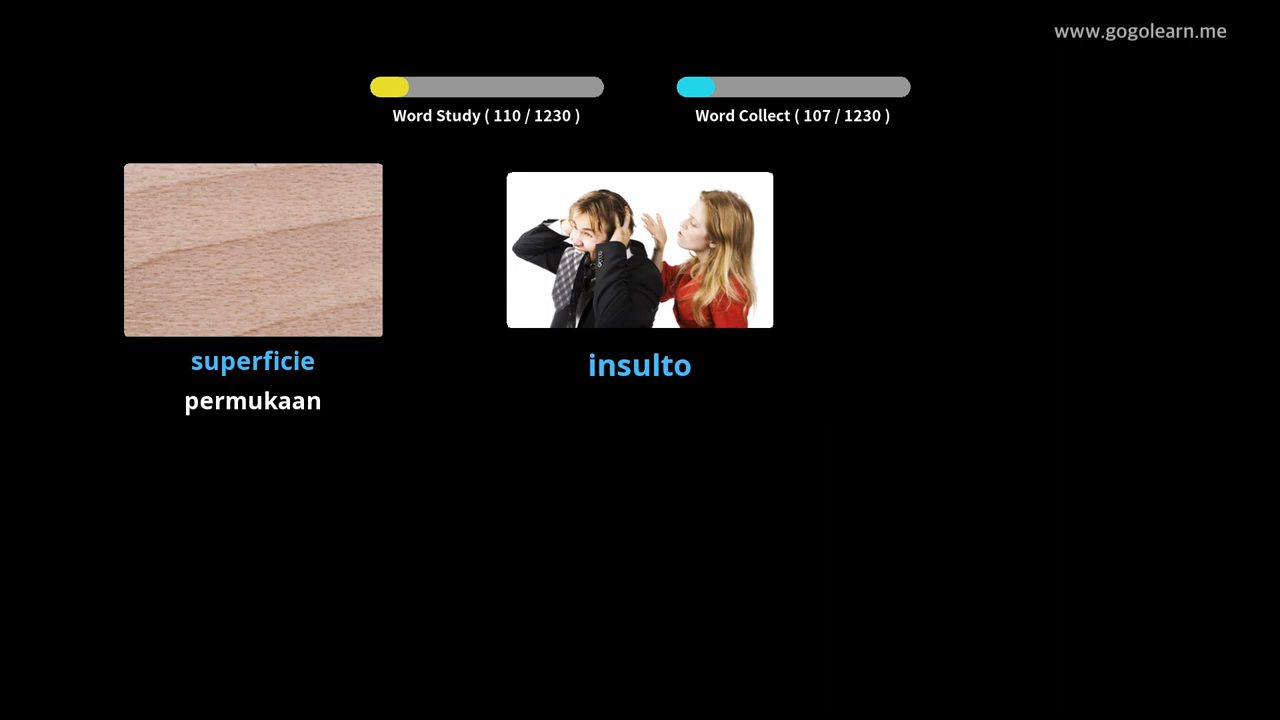 www.gogolearn.me
Word Study ( 110 / 1230 )
Word Collect ( 107 / 1230 )
superficie
permukaan
insulto